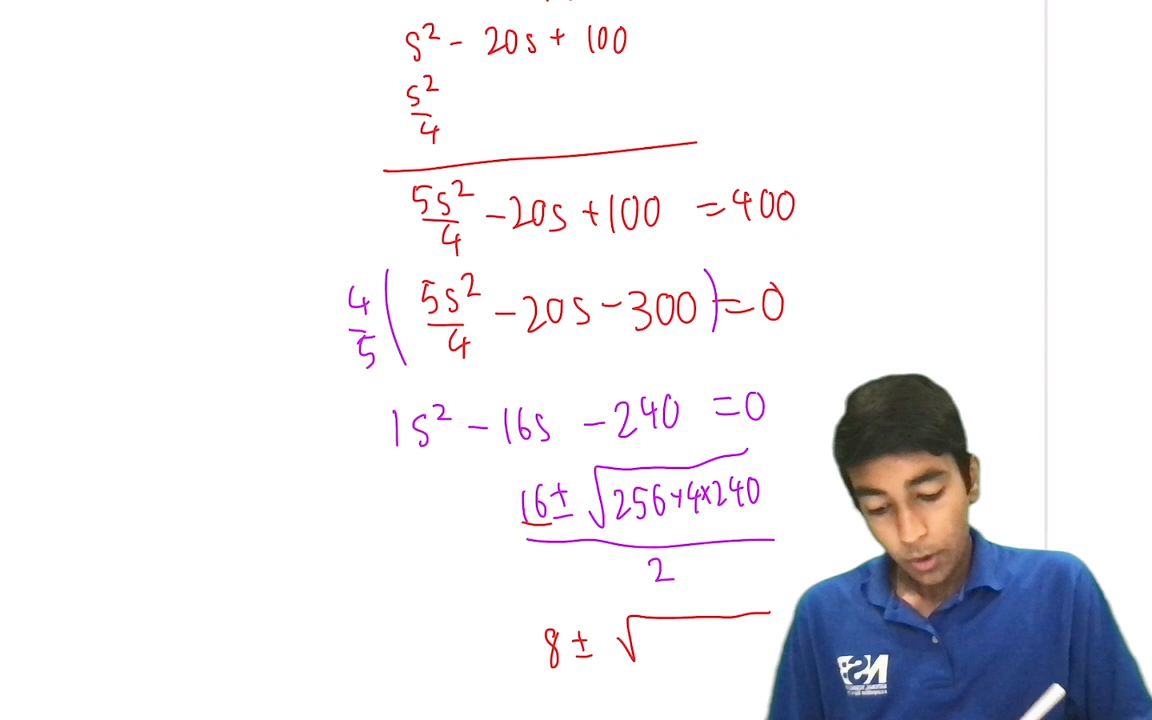 s² - 20s + 100
s²/4
5s²/4 - 20s + 100 = 400
4/5 ( 5s²/4 - 20s - 300 ) = 0
1s² - 16s - 240 = 0
16 ± √256+4×240
2
8 ± √